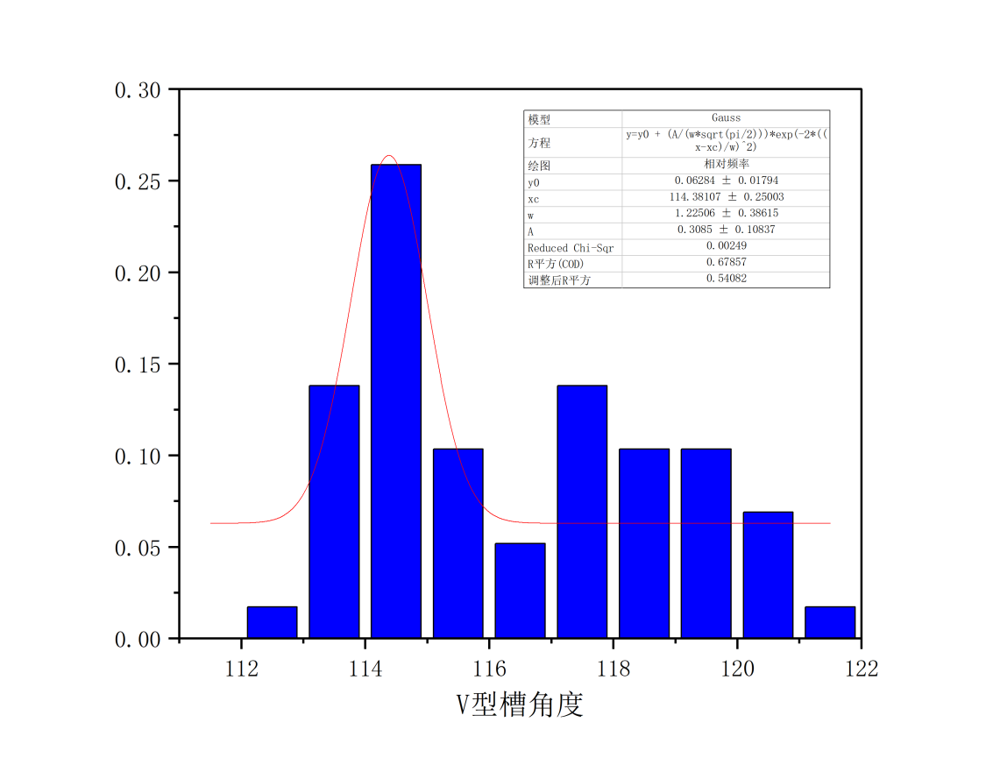 0.30
0.25
0.20
0.15
0.10
0.05
0.00
112 114 116 118 120 122
V型槽角度
模型 Gauss
方程 y=y0 + (A/(w*sqrt(pi/2)))*exp(-2*((
x-xc)/w)^2)
绘图 相对频率
y0 0.06284 ± 0.01794
xc 114.38107 ± 0.25003
w 1.22506 ± 0.38615
A 0.3085 ± 0.10837
Reduced Chi-Sqr 0.00249
R平方(COD) 0.67857
调整后R平方 0.54082